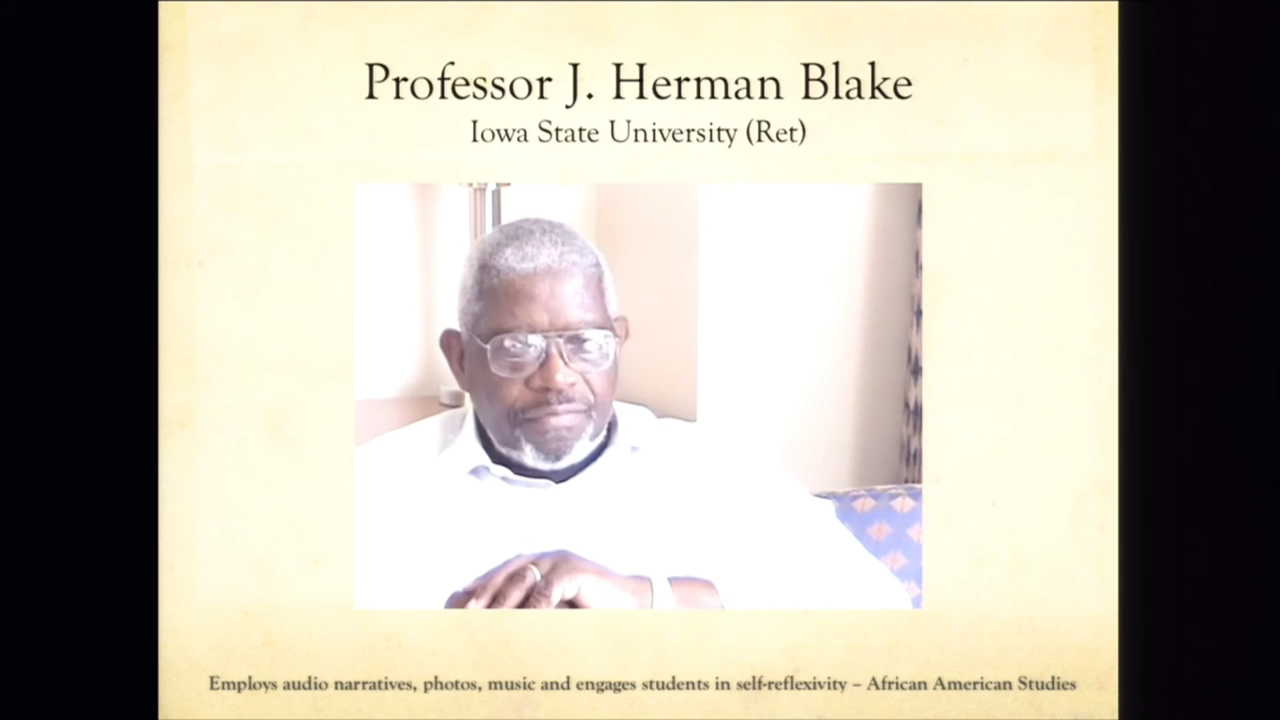 Professor J. Herman Blake
Iowa State University (Ret)
Employs audio narratives, photos, music and engages students in self-reflexivity – African American Studies